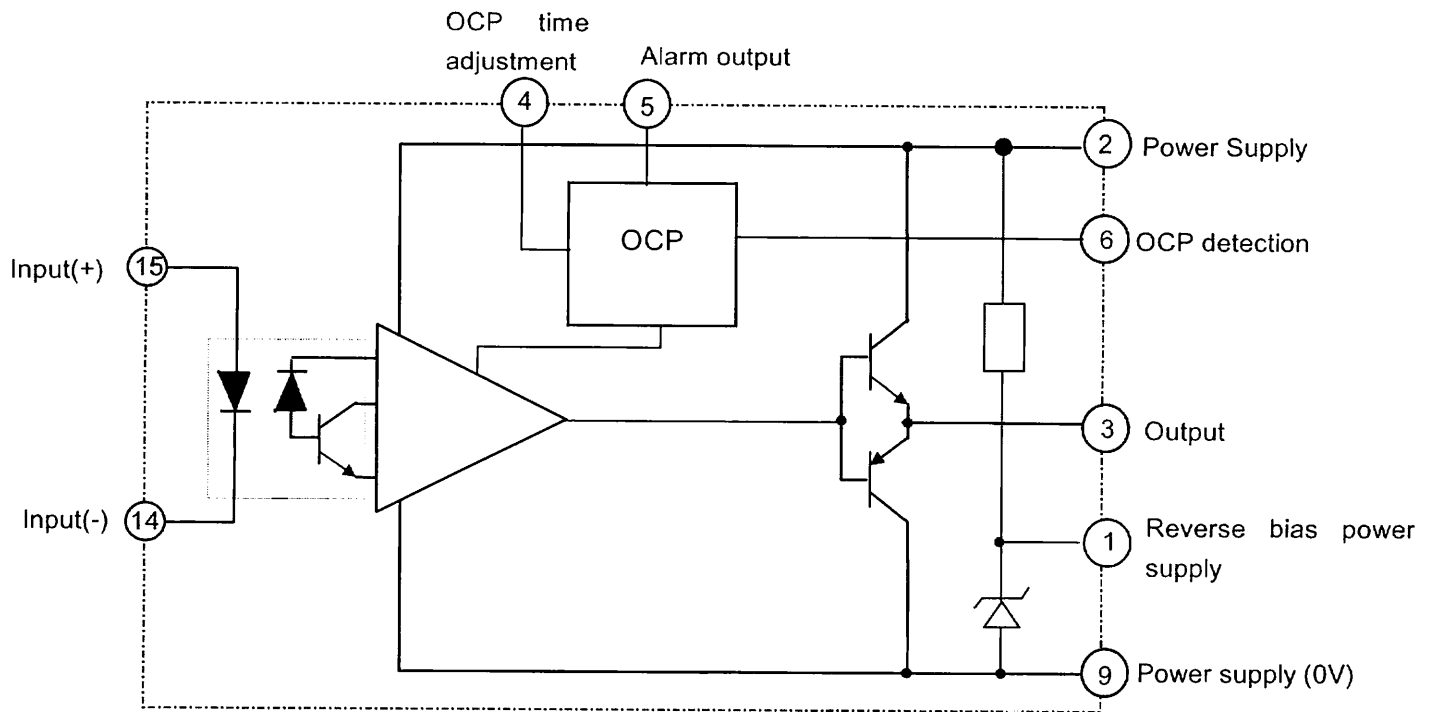 OCP time
adjustment
Alarm output
4
5
2
Power Supply
OCP
6
OCP detection
Input(+)
15
3
Output
Input(-)
14
1
Reverse bias power
supply
9
Power supply (0V)